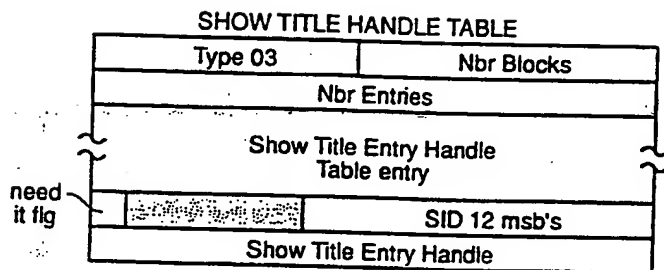 SHOW TITLE HANDLE TABLE
Type 03
Nbr Blocks
Nbr Entries
Show Title Entry Handle
Table entry
need
it flg
SID 12 msb's
Show Title Entry Handle